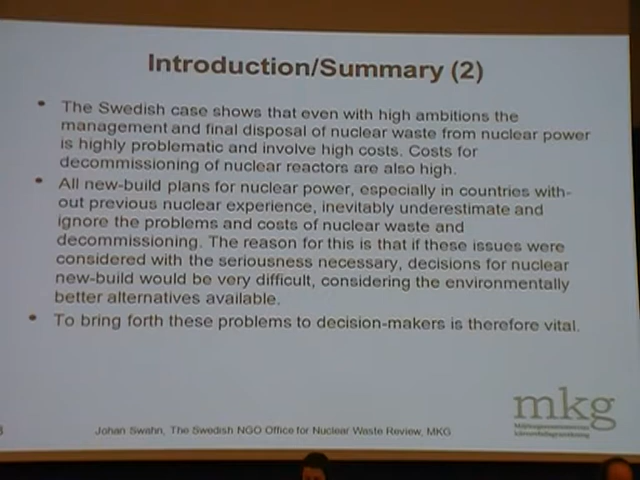 Introduction/Summary (2)
• The Swedish case shows that even with high ambitions the
management and final disposal of nuclear waste from nuclear power
is highly problematic and involve high costs. Costs for
decommissioning of nuclear reactors are also high.
• All new-build plans for nuclear power, especially in countries with-
out previous nuclear experience, inevitably underestimate and
ignore the problems and costs of nuclear waste and
decommissioning. The reason for this is that if these issues were
considered with the seriousness necessary, decisions for nuclear
new-build would be very difficult, considering the environmentally
better alternatives available.
• To bring forth these problems to decision-makers is therefore vital.
mkg
Johan Swahn, The Swedish NGO Office for Nuclear Waste Review, MKG